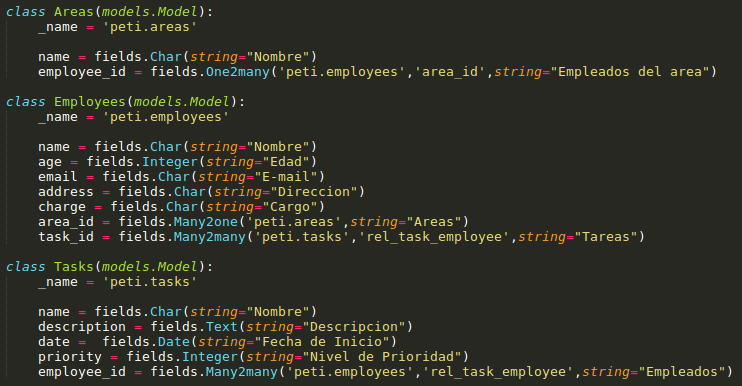 class Areas(models.Model):
    _name = 'peti.areas'
    name = fields.Char(string="Nombre")
    employee_id = fields.One2many('peti.employees','area_id',string="Empleados del area")
class Employees(models.Model):
    _name = 'peti.employees'
    name = fields.Char(string="Nombre")
    age = fields.Integer(string="Edad")
    email = fields.Char(string="E-mail")
    address = fields.Char(string="Direccion")
    charge = fields.Char(string="Cargo")
    area_id = fields.Many2one('peti.areas',string="Areas")
    task_id = fields.Many2many('peti.tasks','rel_task_employee',string="Tareas")
class Tasks(models.Model):
    _name = 'peti.tasks'
    name = fields.Char(string="Nombre")
    description = fields.Text(string="Descripcion")
    date =  fields.Date(string="Fecha de Inicio")
    priority = fields.Integer(string="Nivel de Prioridad")
    employee_id = fields.Many2many('peti.employees','rel_task_employee',string="Empleados")